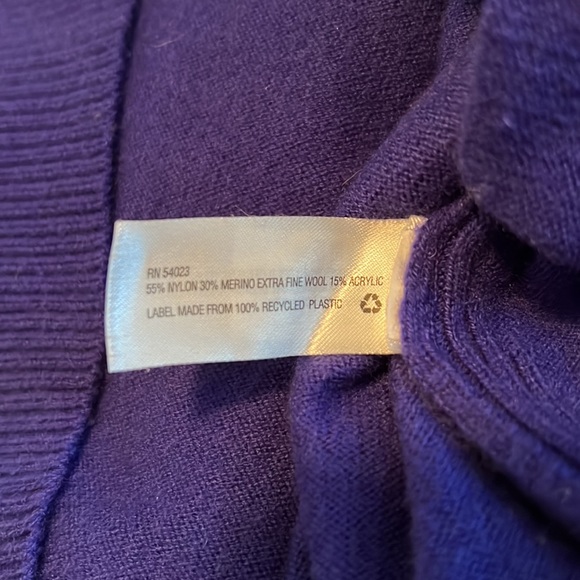 RN 54023
55% NYLON 30% MERINO EXTRA FINE WOOL 15% ACRYLIC
LABEL MADE FROM 100% RECYCLED PLASTIC